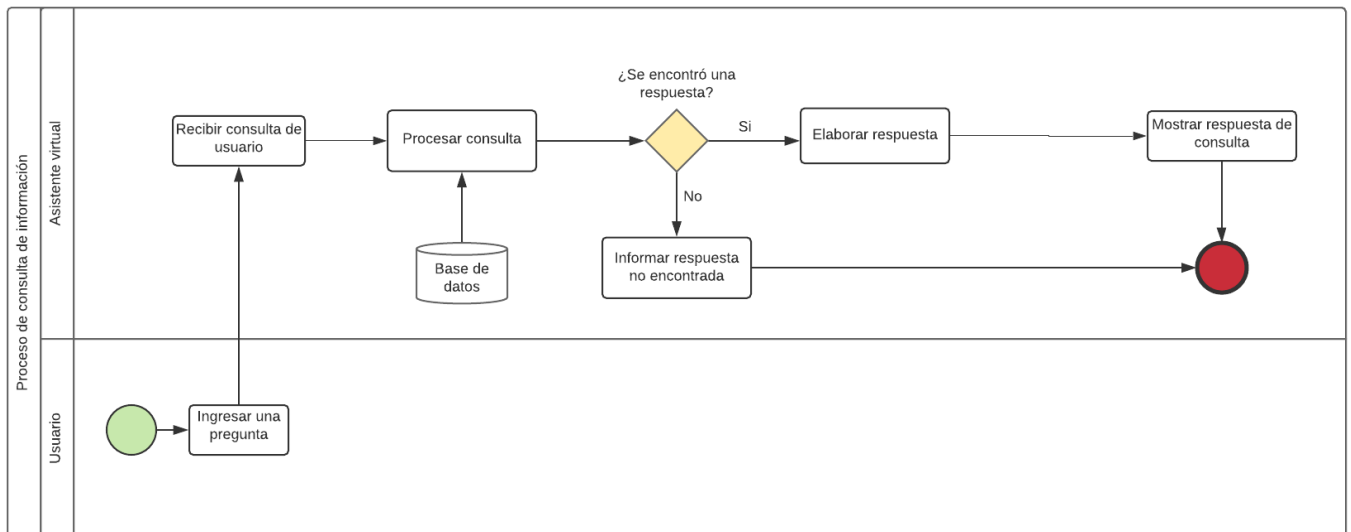 Proceso de consulta de información
Asistente virtual
¿Se encontró una
respuesta?
Recibir consulta de
usuario
Procesar consulta
Si
Elaborar respuesta
Mostrar respuesta de
consulta
No
Base de
datos
Informar respuesta
no encontrada
Usuario
Ingresar una
pregunta